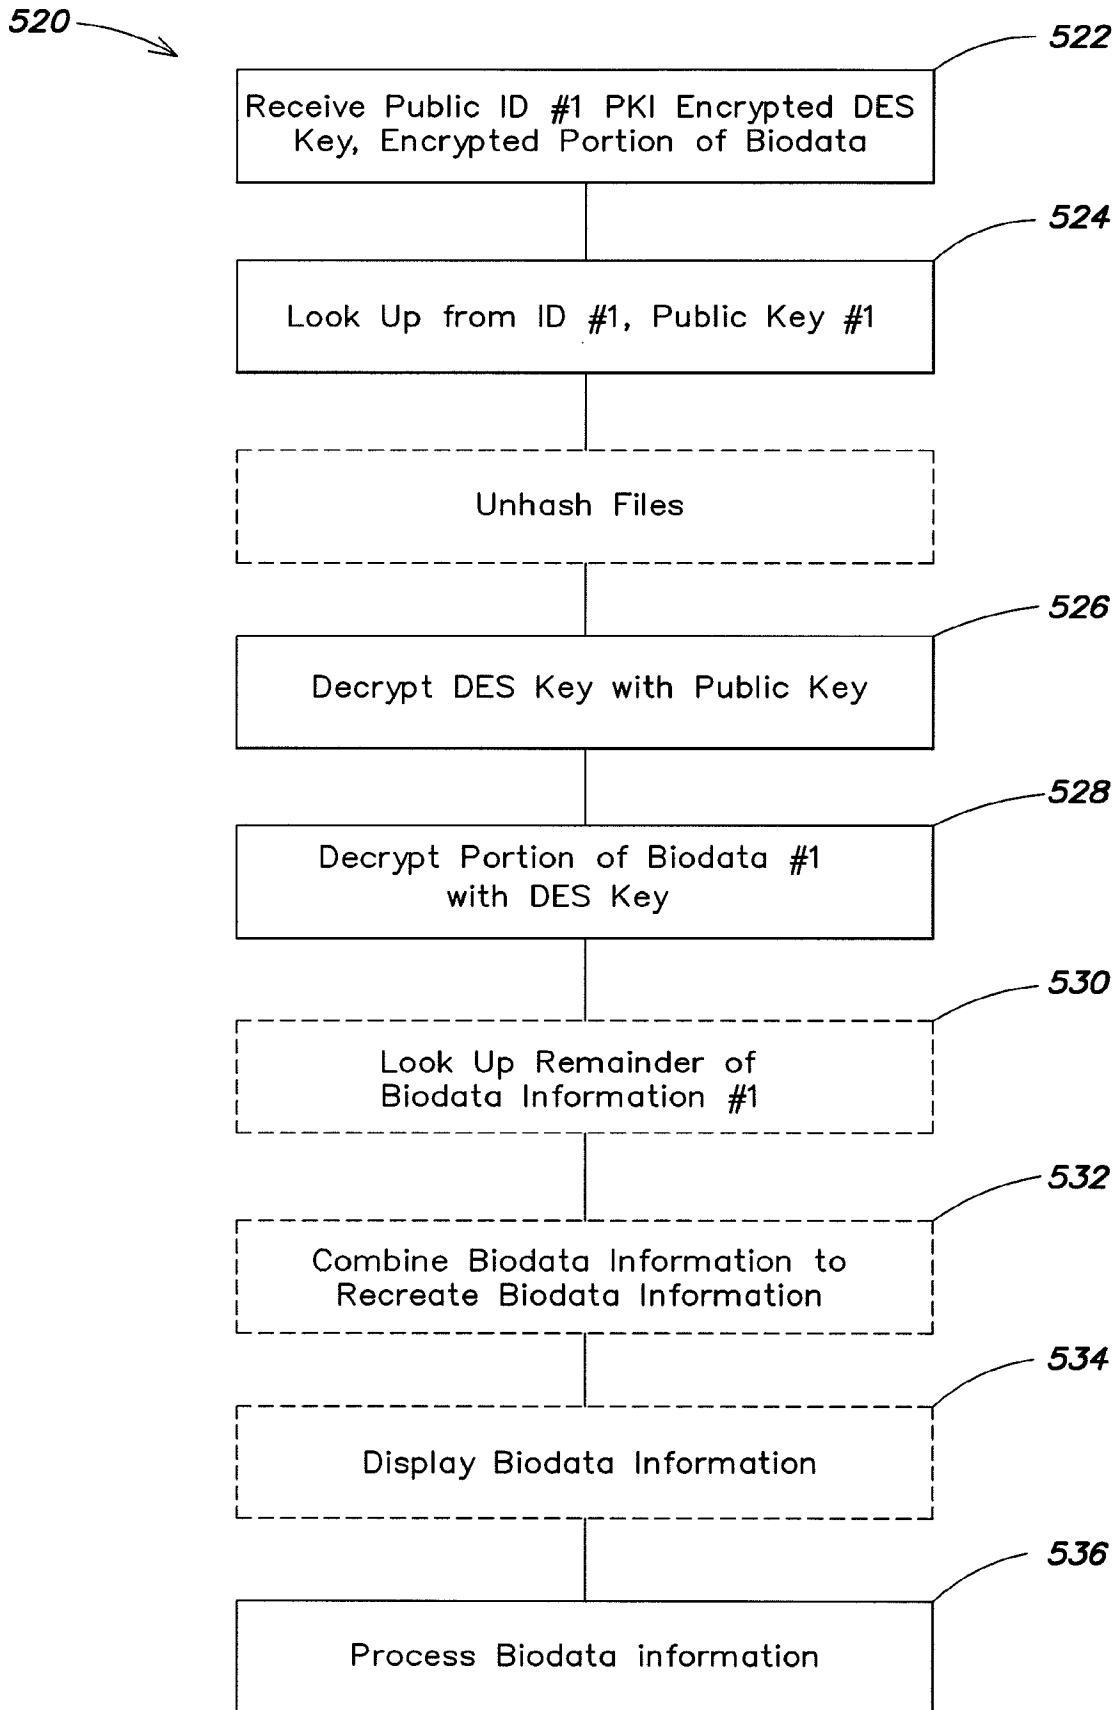 520
522
Receive Public ID #1 PKI Encrypted DES
Key, Encrypted Portion of Biodata
524
Look Up from ID #1, Public Key #1
Unhash Files
526
Decrypt DES Key with Public Key
528
Decrypt Portion of Biodata #1
with DES Key
530
Look Up Remainder of
Biodata Information #1
532
Combine Biodata Information to
Recreate Biodata Information
534
Display Biodata Information
536
Process Biodata information